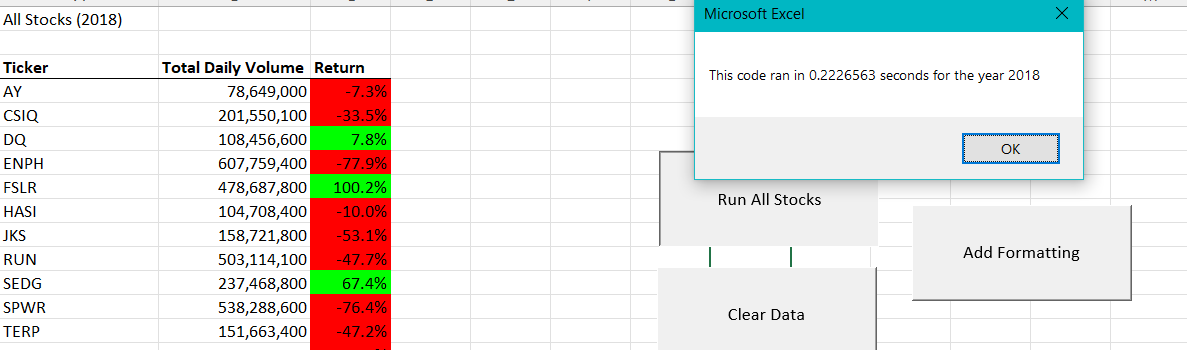 All Stocks (2018)
Microsoft Excel
This code ran in 0.2226563 seconds for the year 2018
OK
Ticker Total Daily Volume Return
AY 78,649,000 -7.3%
CSIQ 201,550,100 -33.5%
DQ 108,456,600 7.8%
ENPH 607,759,400 -77.9%
FSLR 478,687,800 100.2%
HASI 104,708,400 -10.0%
JKS 158,721,800 -53.1%
RUN 503,114,100 -47.7%
SEDG 237,468,800 67.4%
SPWR 538,288,600 -76.4%
TERP 151,663,400 -47.2%
Run All Stocks
Add Formatting
Clear Data